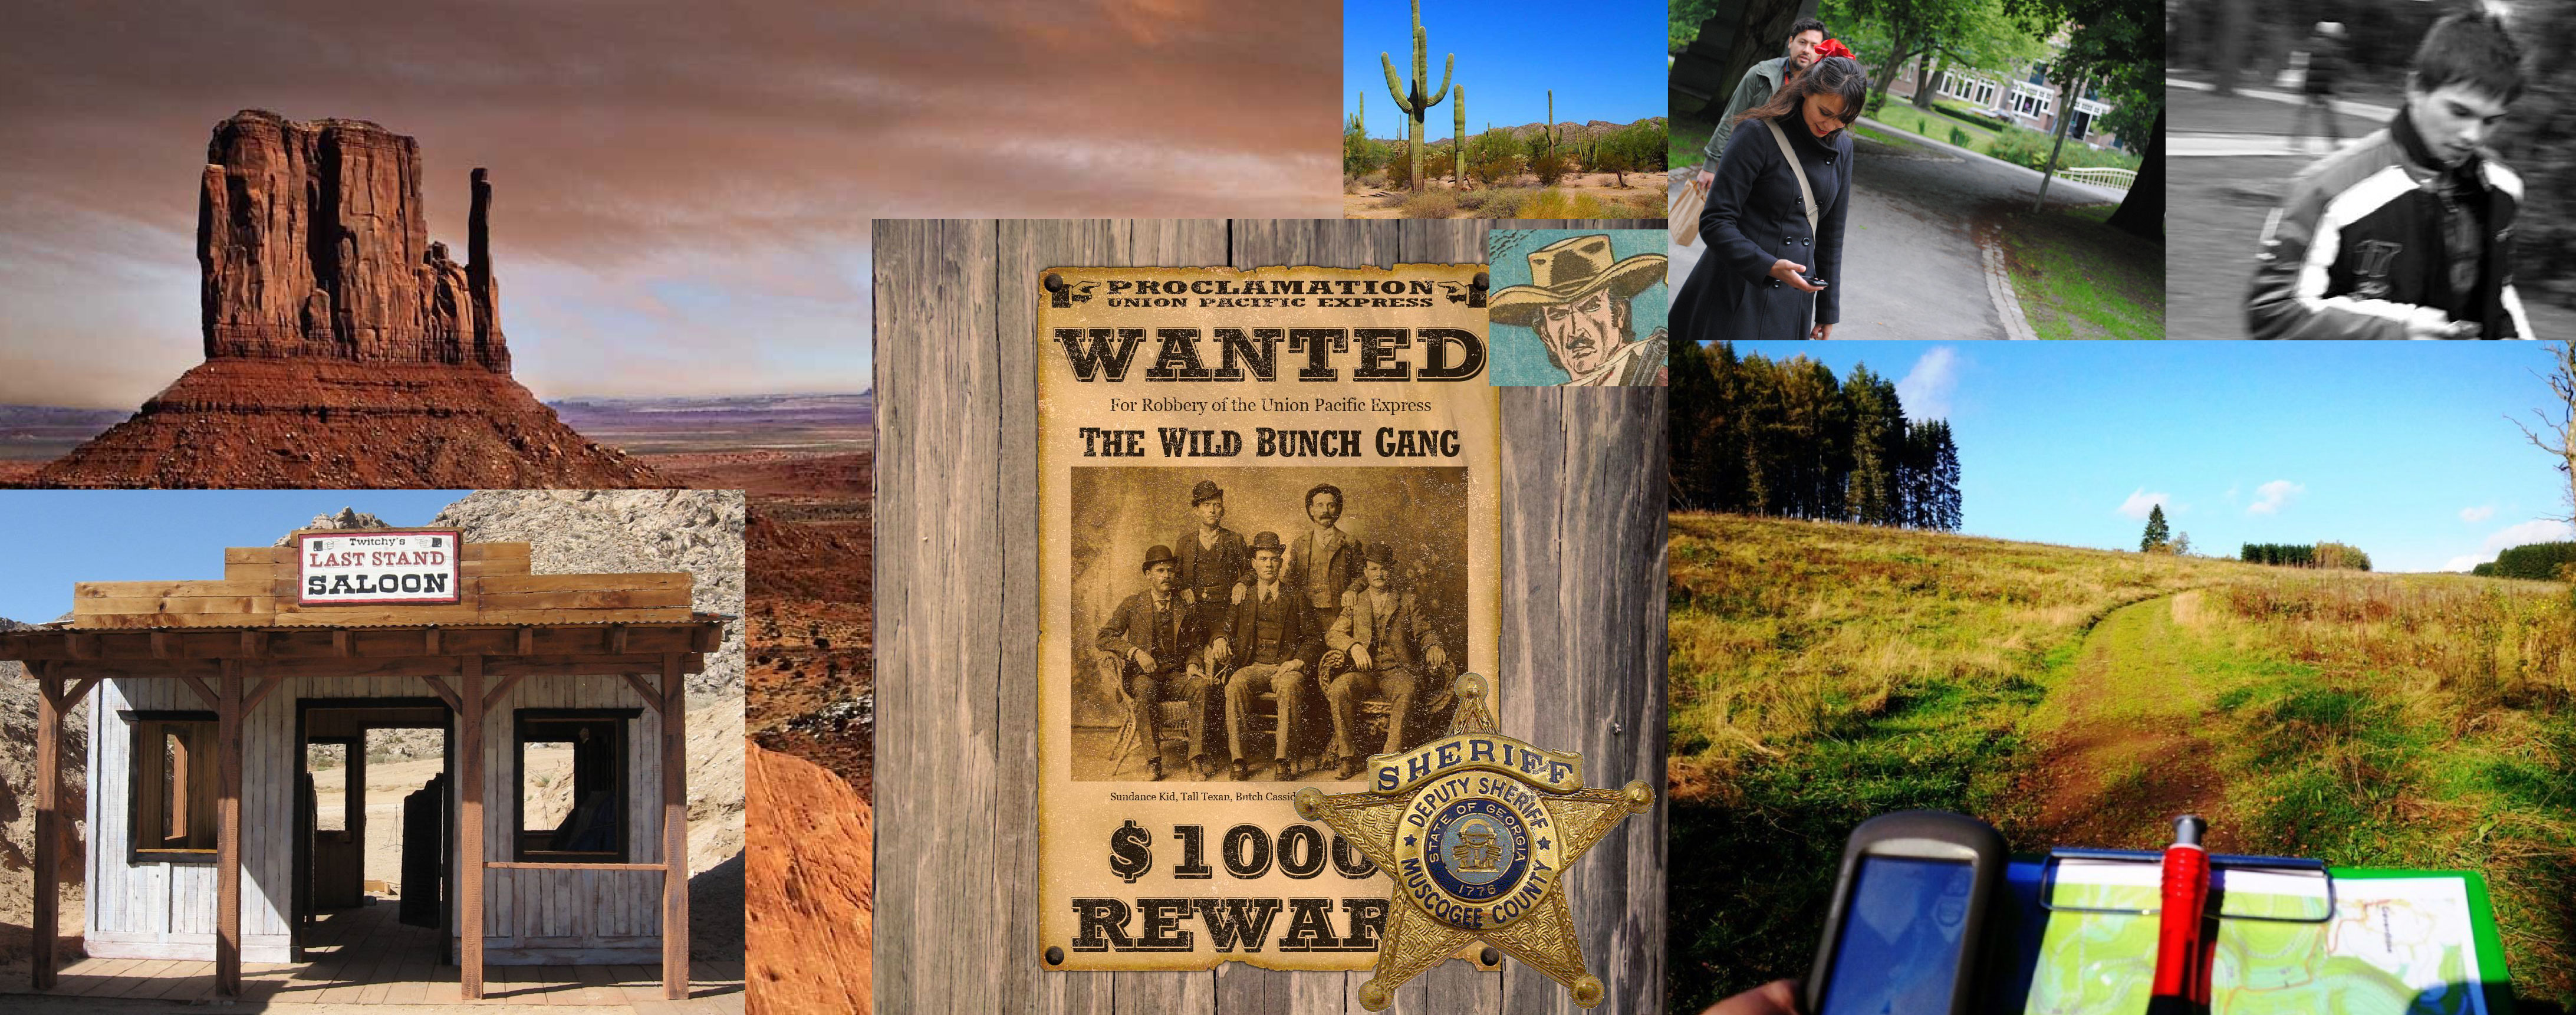 Twitchy's
LAST STAND
SALOON
PROCLAMATION
UNION PACIFIC EXPRESS
WANTED
For Robbery of the Union Pacific Express
THE WILD BUNCH GANG
Sundance Kid, Tall Texan, Butch Cassid
$ 1000
REWAR
SHERIFF
DEPUTY SHERIFF
STATE OF GEORGIA
1776
MUSCOGEE COUNTY
17